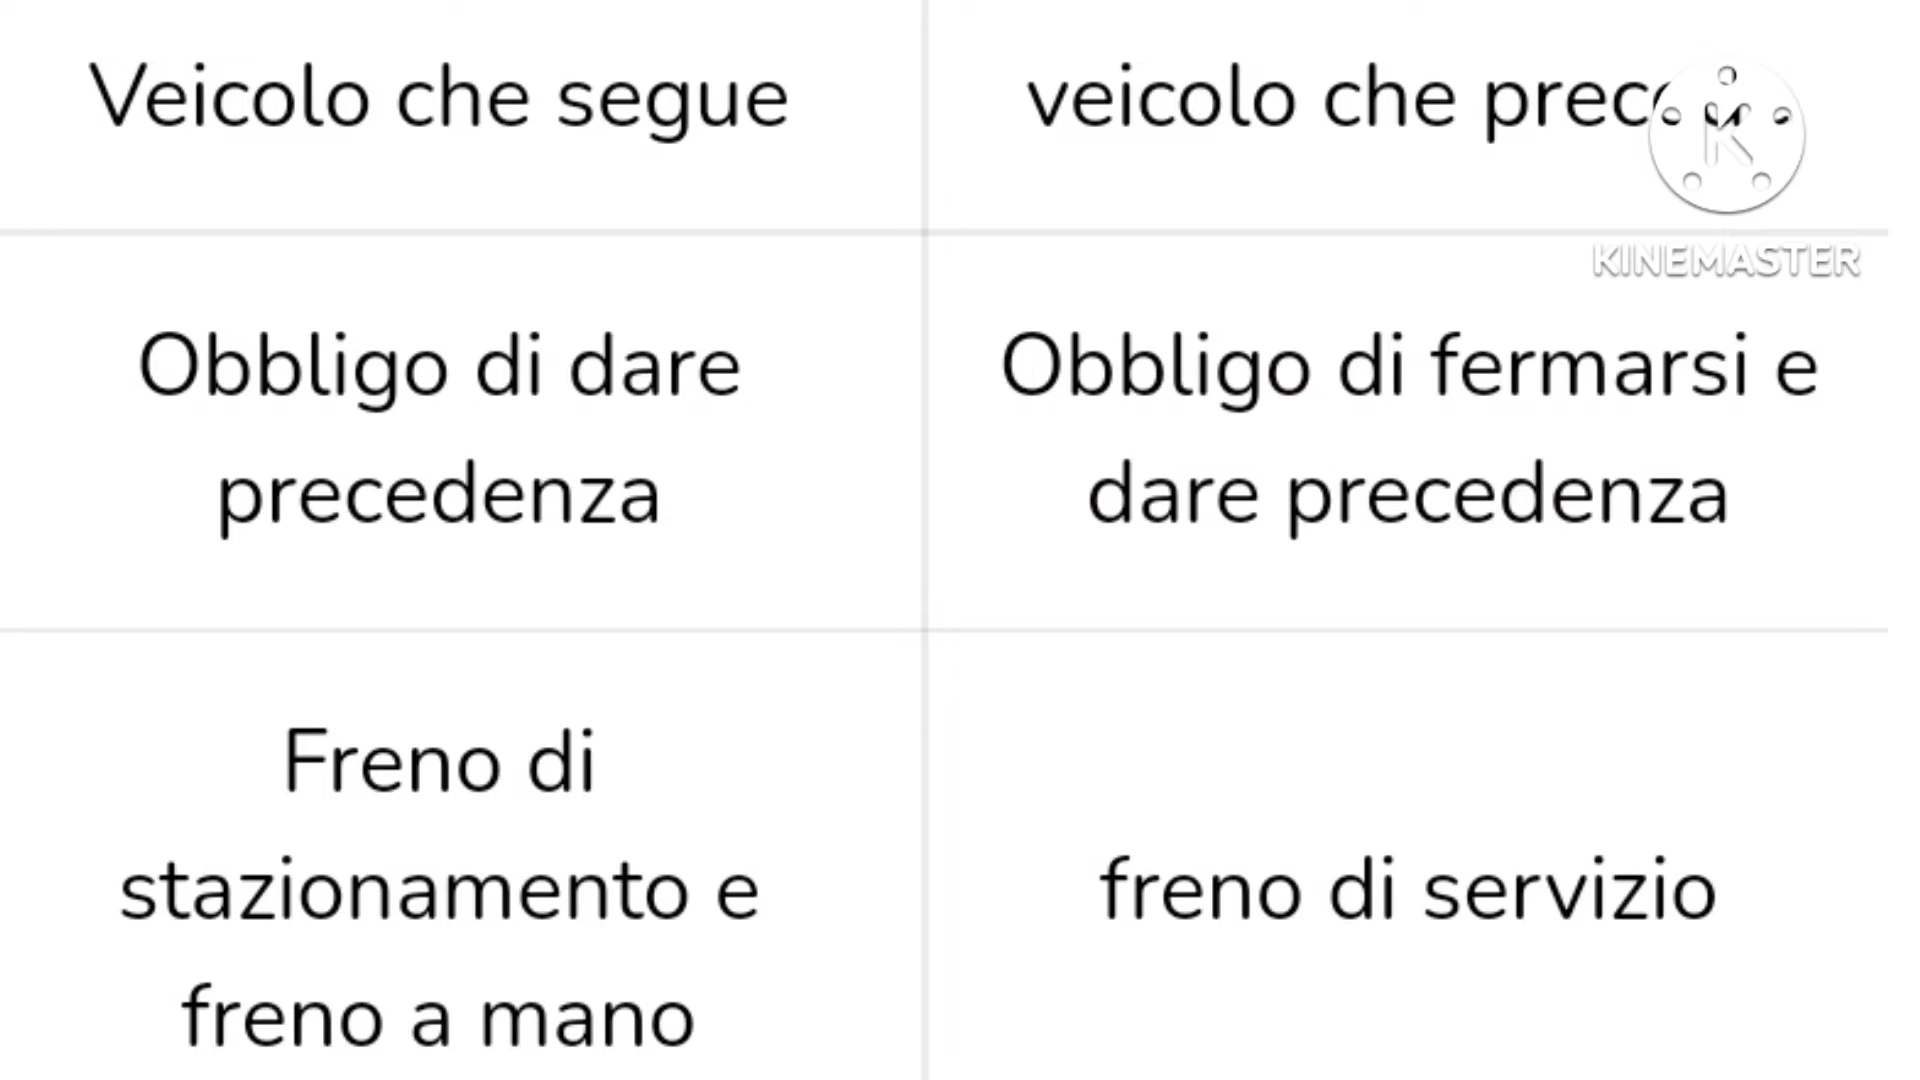 Veicolo che segue
veicolo che
Obbligo di dare
precedenza
Obbligo di fermarsi e
dare precedenza
Freno di
stazionamento e
freno a mano
freno di servizio
KINEMASTER